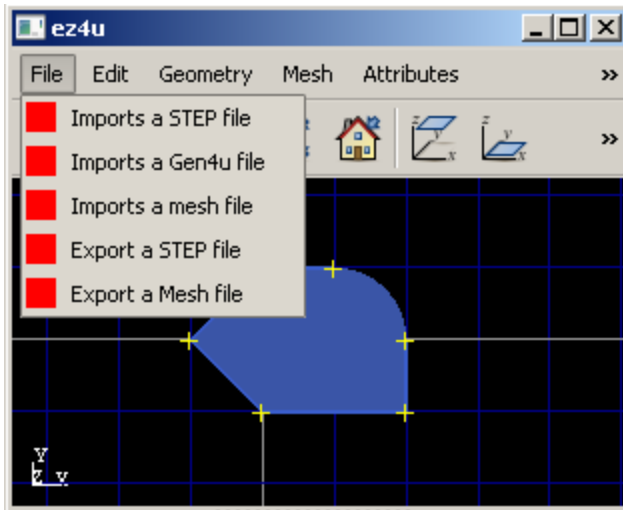 ez4u
File Edit Geometry Mesh Attributes »
Imports a STEP file
Imports a Gen4u file
Imports a mesh file
Export a STEP file
Export a Mesh file
z y x
z y x
»
Y
Z